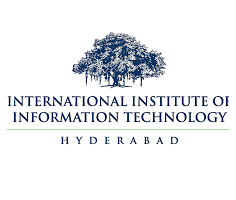 INTERNATIONAL INSTITUTE OF
INFORMATION TECHNOLOGY
HYDERABAD